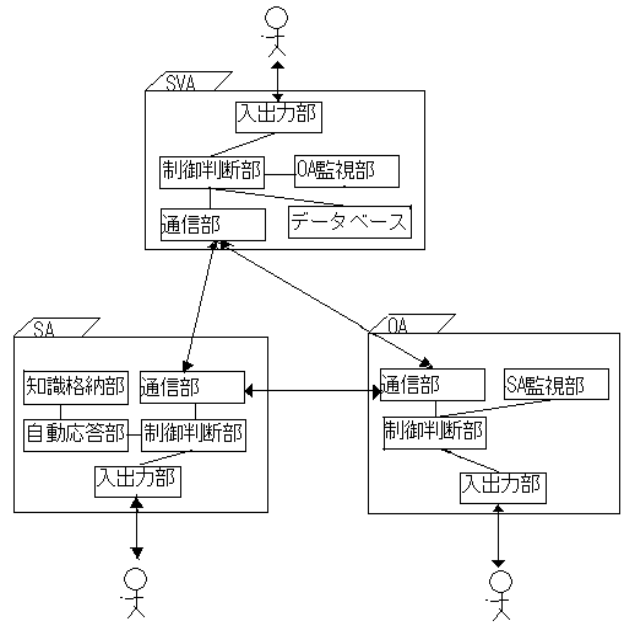 SVA
入出力部
制御判断部
OA監視部
通信部
データベース
SA
OA
知識格納部
通信部
通信部
SA監視部
自動応答部
制御判断部
制御判断部
入出力部
入出力部